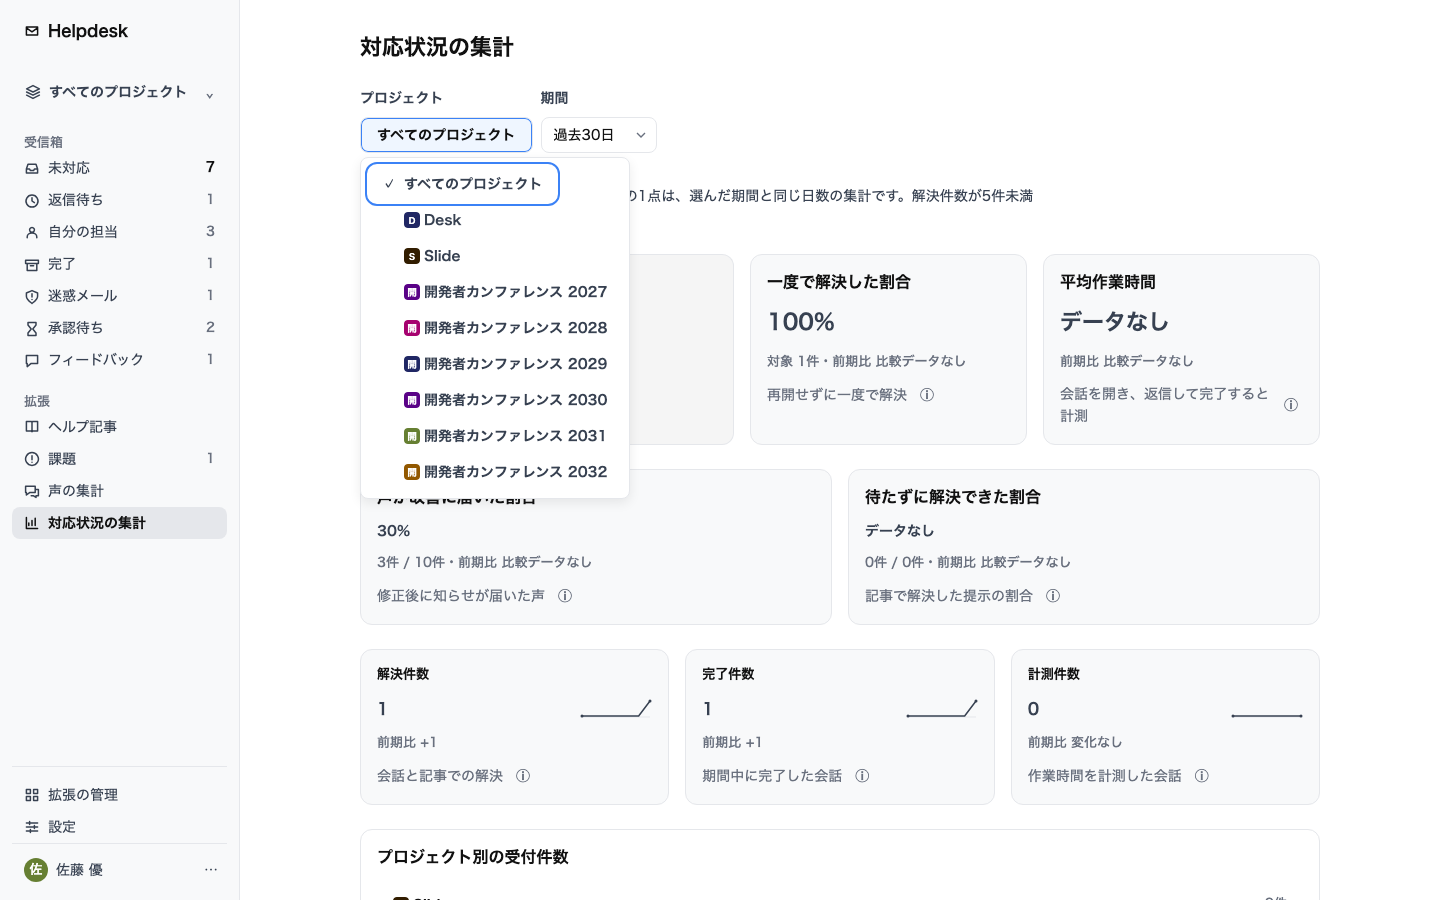 Helpdesk
すべてのプロジェクト
受信箱
未対応 7
返信待ち 1
自分の担当 3
完了 1
迷惑メール 1
承認待ち 2
フィードバック 1
拡張
ヘルプ記事
課題 1
声の集計
対応状況の集計
拡張の管理
設定
佐 佐藤 優 …
対応状況の集計
プロジェクト 期間
すべてのプロジェクト 過去30日
✓ すべてのプロジェクト
D Desk
S Slide
開 開発者カンファレンス 2027
開 開発者カンファレンス 2028
開 開発者カンファレンス 2029
開 開発者カンファレンス 2030
開 開発者カンファレンス 2031
開 開発者カンファレンス 2032
の1点は、選んだ期間と同じ日数の集計です。解決件数が5件未満
一度で解決した割合
100%
対象 1件・前期比 比較データなし
再開せずに一度で解決
平均作業時間
データなし
前期比 比較データなし
会話を開き、返信して完了すると
計測
声が改善に届いた割合
30%
3件 / 10件・前期比 比較データなし
修正後に知らせが届いた声
待たずに解決できた割合
データなし
0件 / 0件・前期比 比較データなし
記事で解決した提示の割合
解決件数
1
前期比 +1
会話と記事での解決
完了件数
1
前期比 +1
期間中に完了した会話
計測件数
0
前期比 変化なし
作業時間を計測した会話
プロジェクト別の受付件数